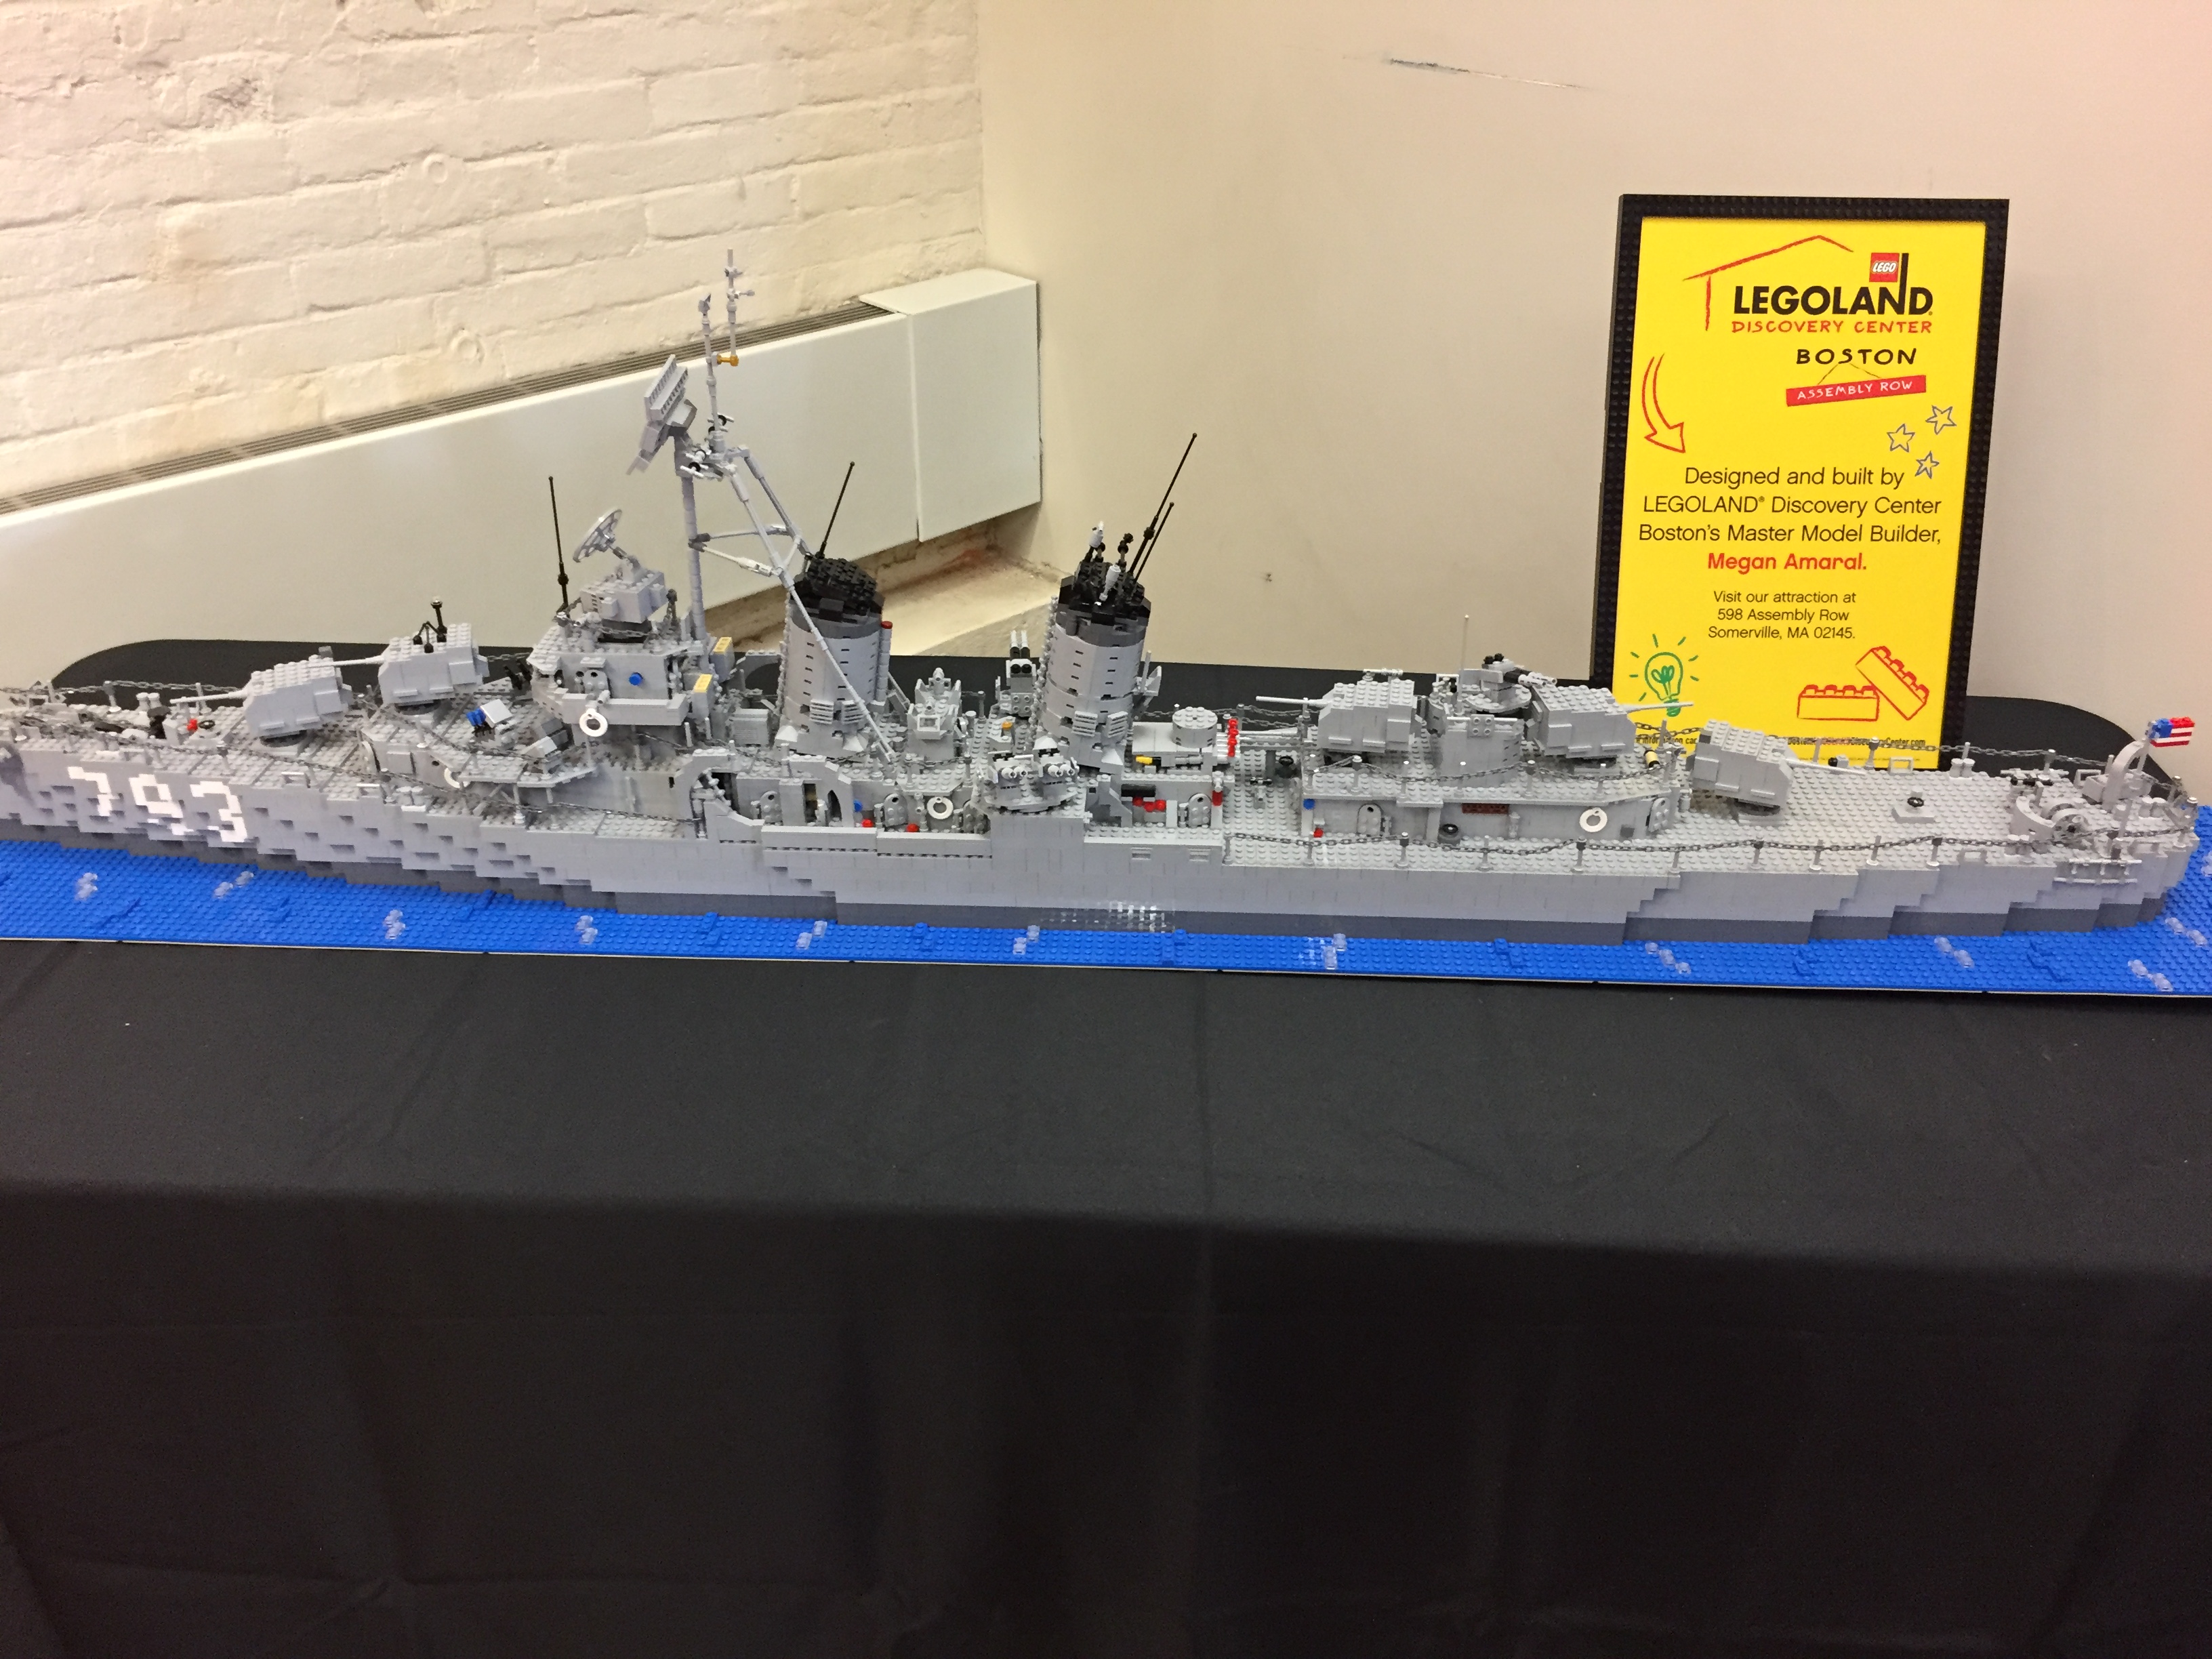 LEGO
LEGOLAND®
DISCOVERY CENTER
BOSTON
ASSEMBLY ROW
Designed and built by
LEGOLAND® Discovery Center
Boston's Master Model Builder,
Megan Amaral.
Visit our attraction at
598 Assembly Row
Somerville, MA 02145.
793